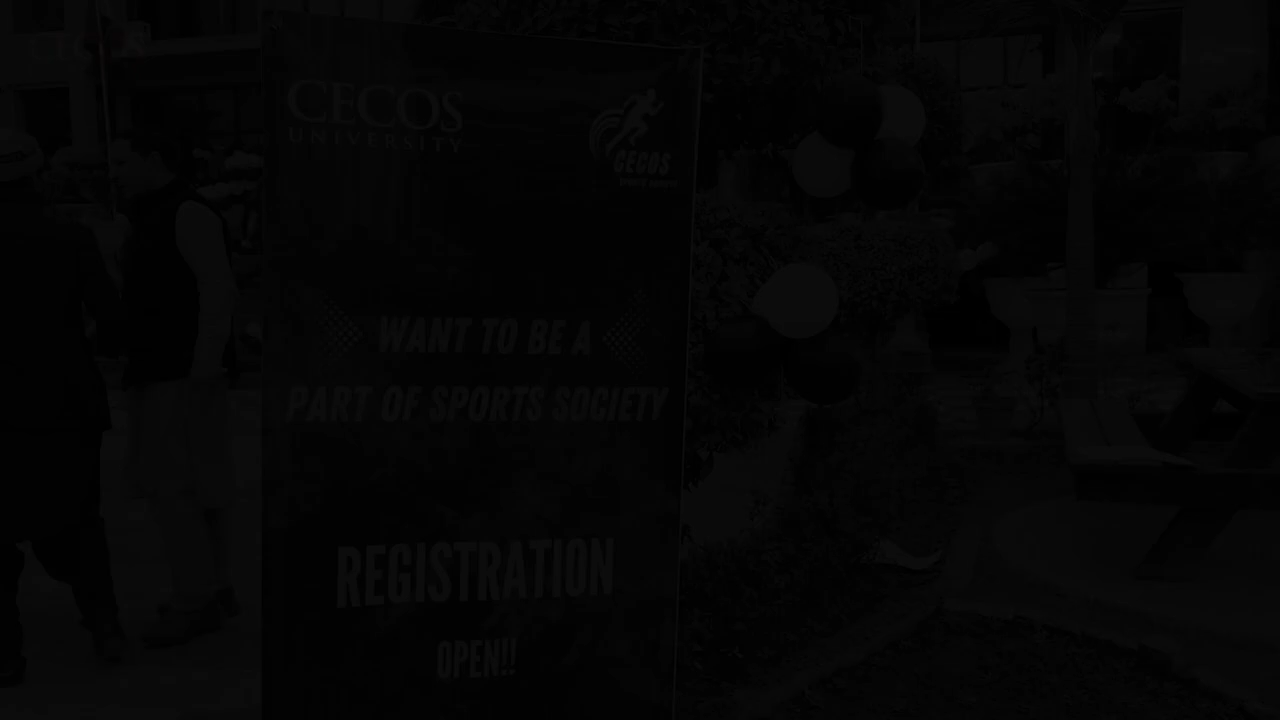 CECOS
UNIVERSITY
CECOS
WANT TO BE A
PART OF SPORTS SOCIETY
REGISTRATION
OPEN!!